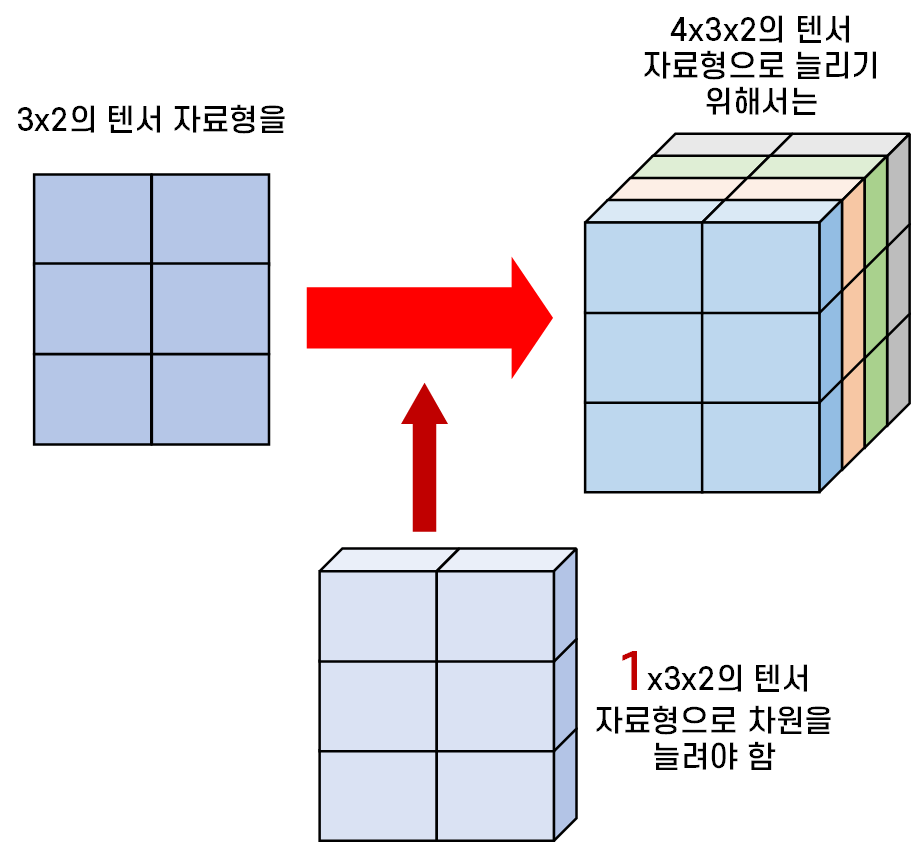 3x2의 텐서 자료형을
4x3x2의 텐서
자료형으로 늘리기
위해서는
1x3x2의 텐서
자료형으로 차원을
늘려야 함